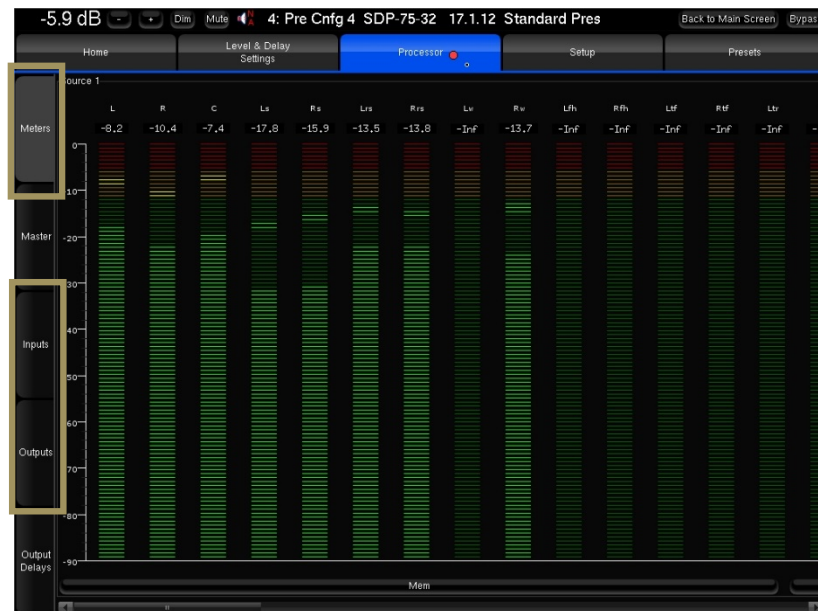 -5.9 dB - + Dim Mute N A 4: Pre Cnfg 4 SDP-75-32 17.1.12 Standard Pres Back to Main Screen Bypas
Home Level & Delay Settings Processor Setup Presets
Source 1
L R C Ls Rs Lrs Rrs Lw Rw Lfh Rfh Ltf Rtf Ltr
Meters -8.2 -10.4 -7.4 -17.8 -15.9 -13.5 -13.8 -Inf -13.7 -Inf -Inf -Inf -Inf -Inf -
0
-10
Master -20
-30
Inputs -40
-50
Outputs -60
-70
-80
Output Delays -90
Mem